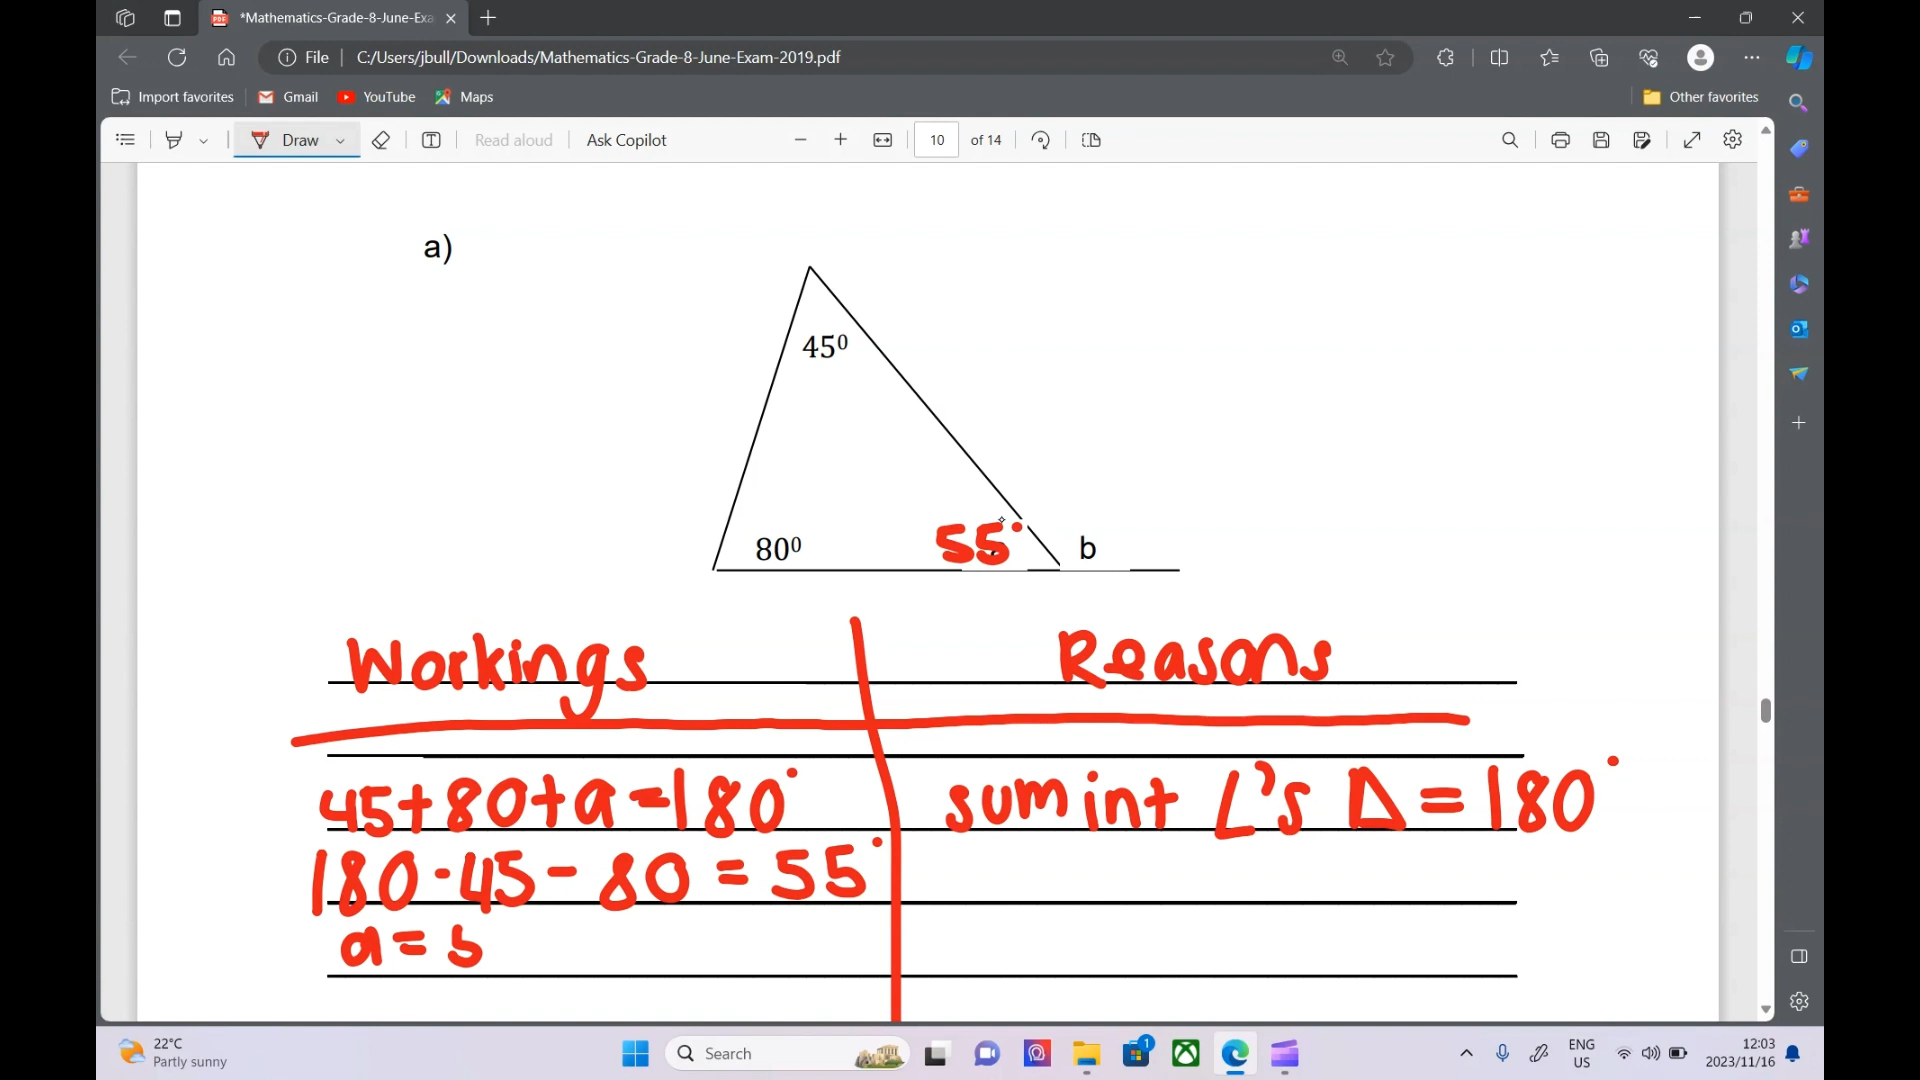 *Mathematics-Grade-8-June-Exa
File C:/Users/jbull/Downloads/Mathematics-Grade-8-June-Exam-2019.pdf
Import favorites Gmail YouTube Maps Other favorites
Draw Read aloud Ask Copilot 10 of 14
a)
45⁰
80⁰ 55° b
Workings Reasons
45+80+a=180° sum int ∠'s Δ=180°
180-45-80=55°
a=5
22°C
Partly sunny
Search
1
ENG
US
12:03
2023/11/16